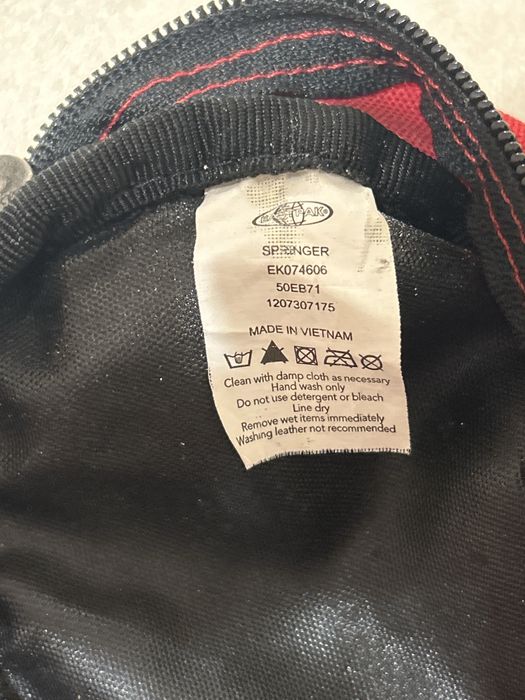 EASTPAK
SPRINGER
EK074606
50EB71
1207307175
MADE IN VIETNAM
Clean with damp cloth as necessary
Hand wash only
Do not use detergent or bleach
Line dry
Remove wet items immediately
Washing leather not recommended